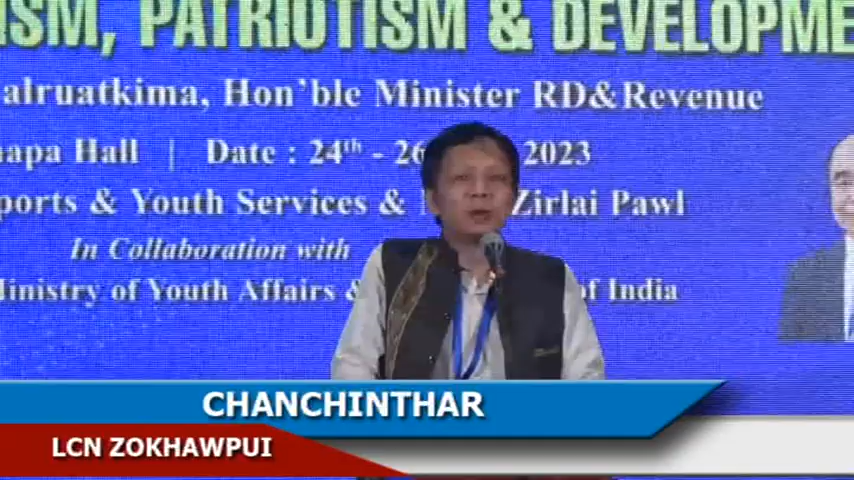 ISM, PATRIOTISM & DEVELOPME
alruatkima, Hon'ble Minister RD&Revenue
apa Hall | Date : 24th - 26 2023
ports & Youth Services & Zirlai Pawl
In Collaboration with
Ministry of Youth Affairs & of India
CHANCHINTHAR
LCN ZOKHAWPUI